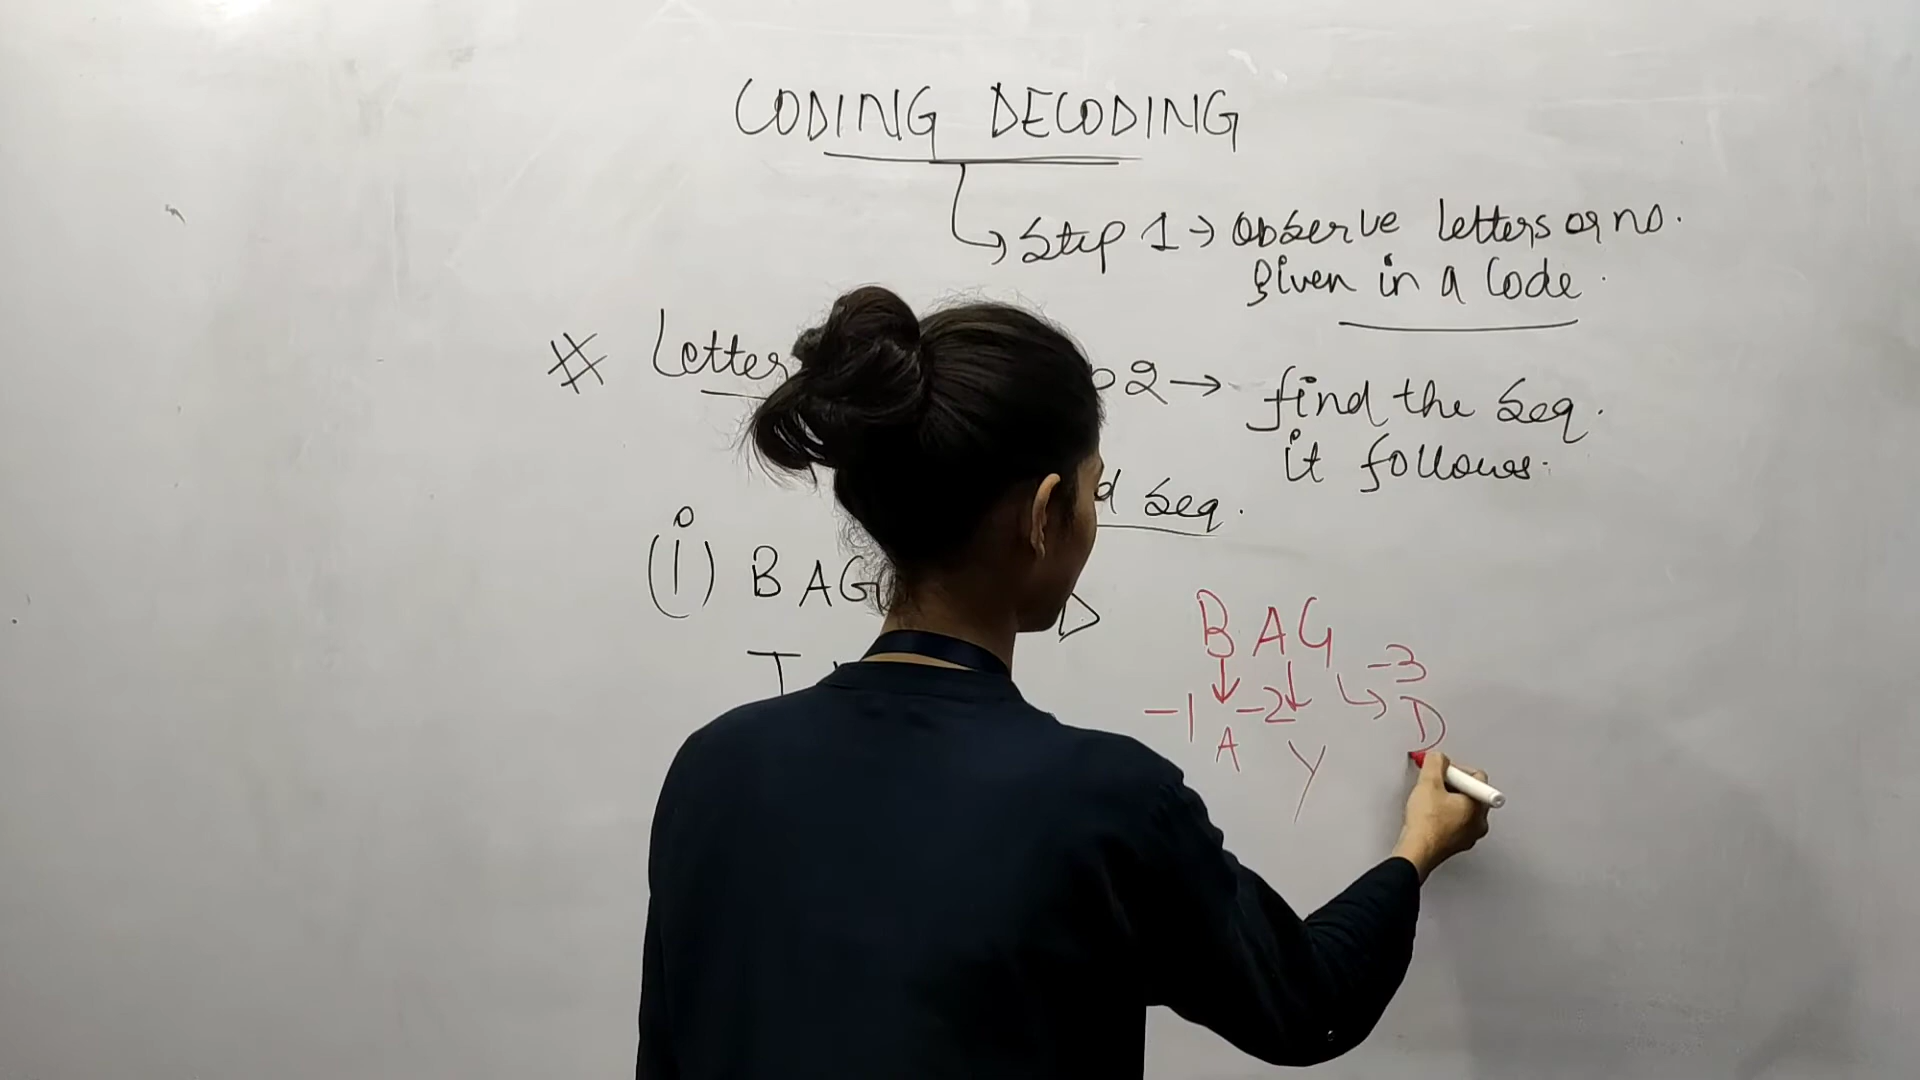 CODING DECODING
Step 1 → Observe letters or no.
given in a Code.
# Letter
2 → find the Seq.
it follows.
Seq.
(i) BAG D
BAG
-1 -2 -3
A Y D